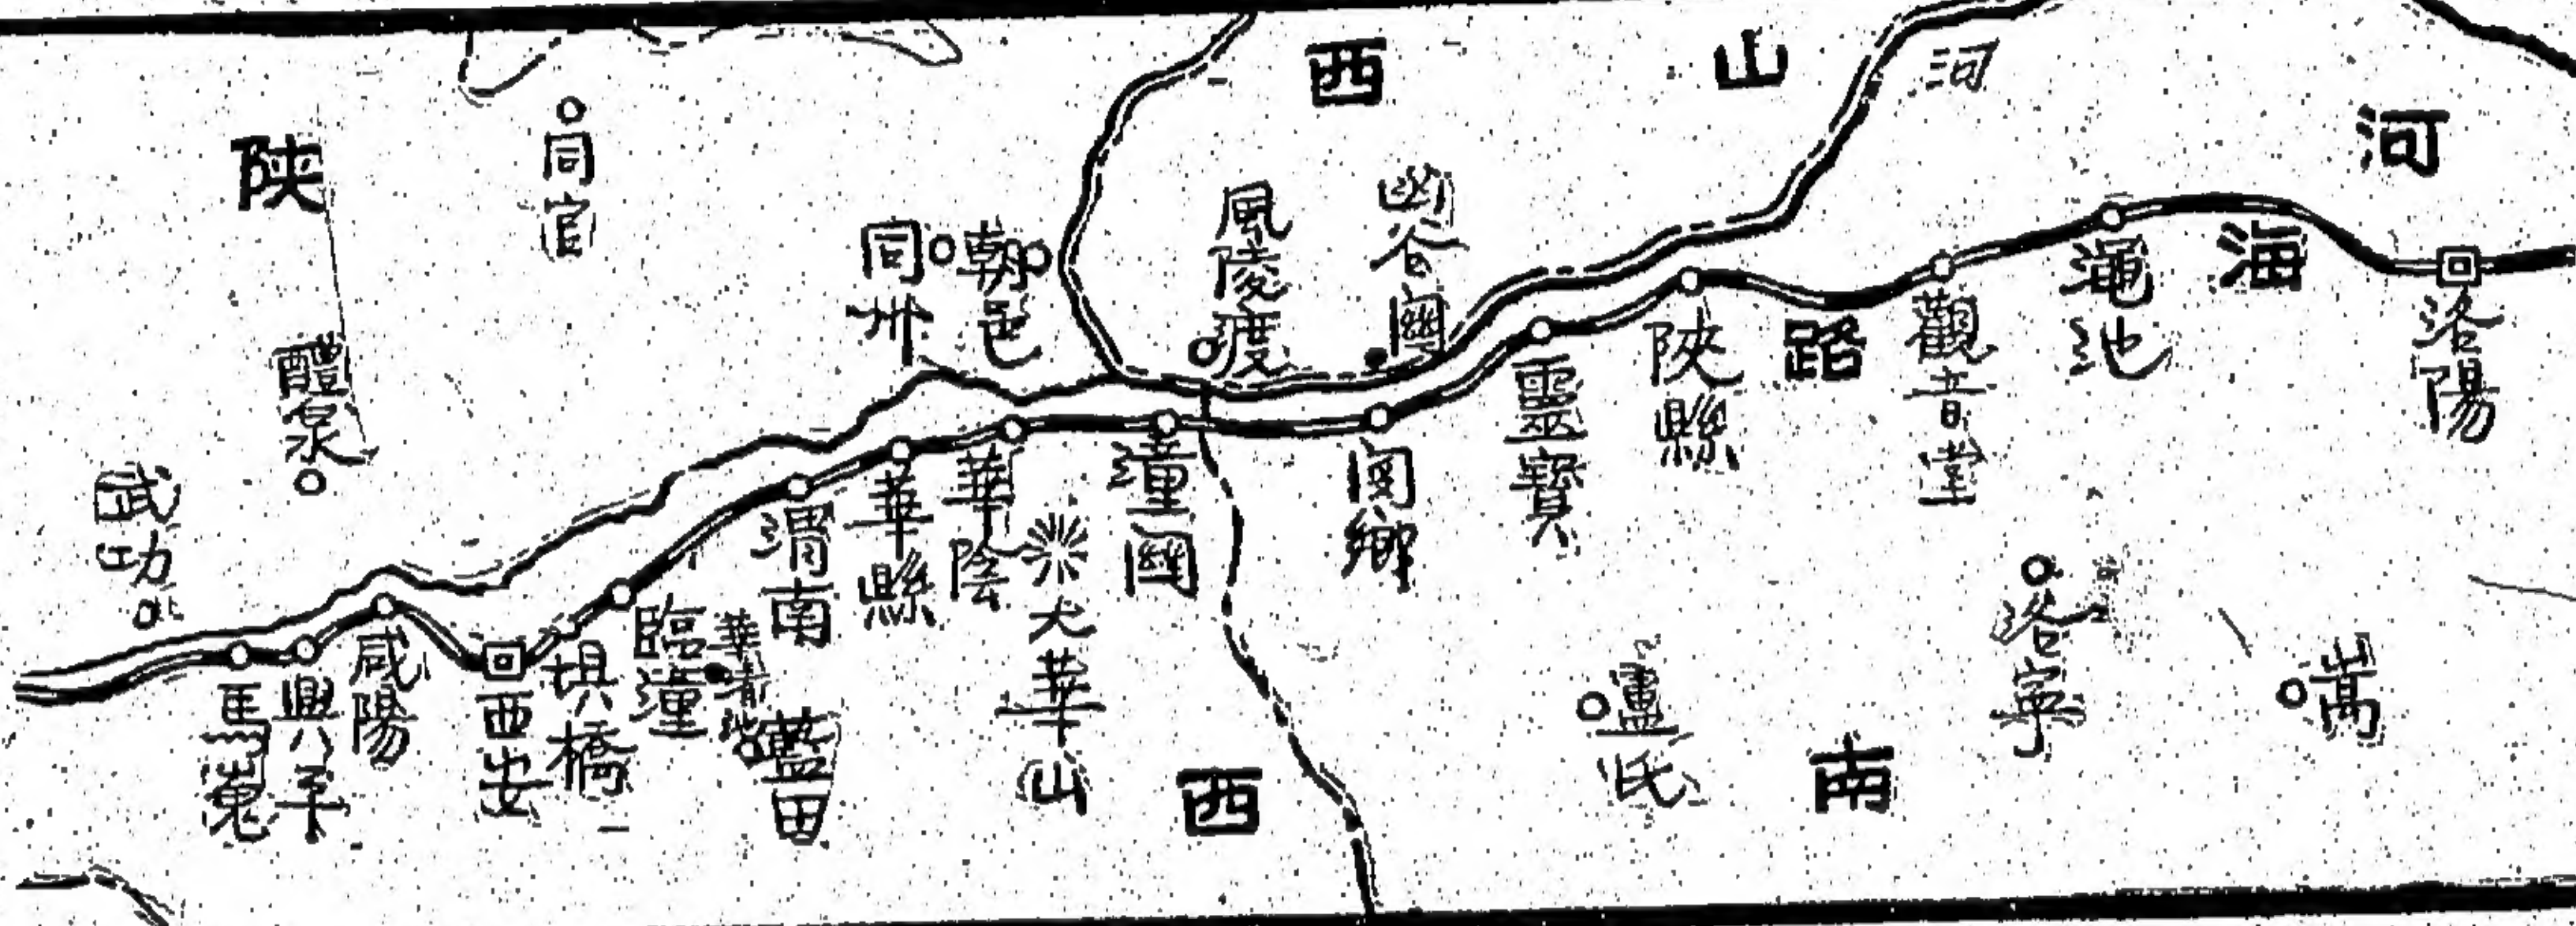 陝
西
山
西
河
南
河
海
路
同官
醴泉
武功
同州
朝邑
風陵渡
凾谷關
馬嵬
興平
咸陽
西安
垻橋
臨潼
華清池
藍田
渭南
華縣
華陰
太華山
潼關
閿鄉
靈寶
陝縣
觀音堂
澠池
洛陽
盧氏
洛寧
嵩